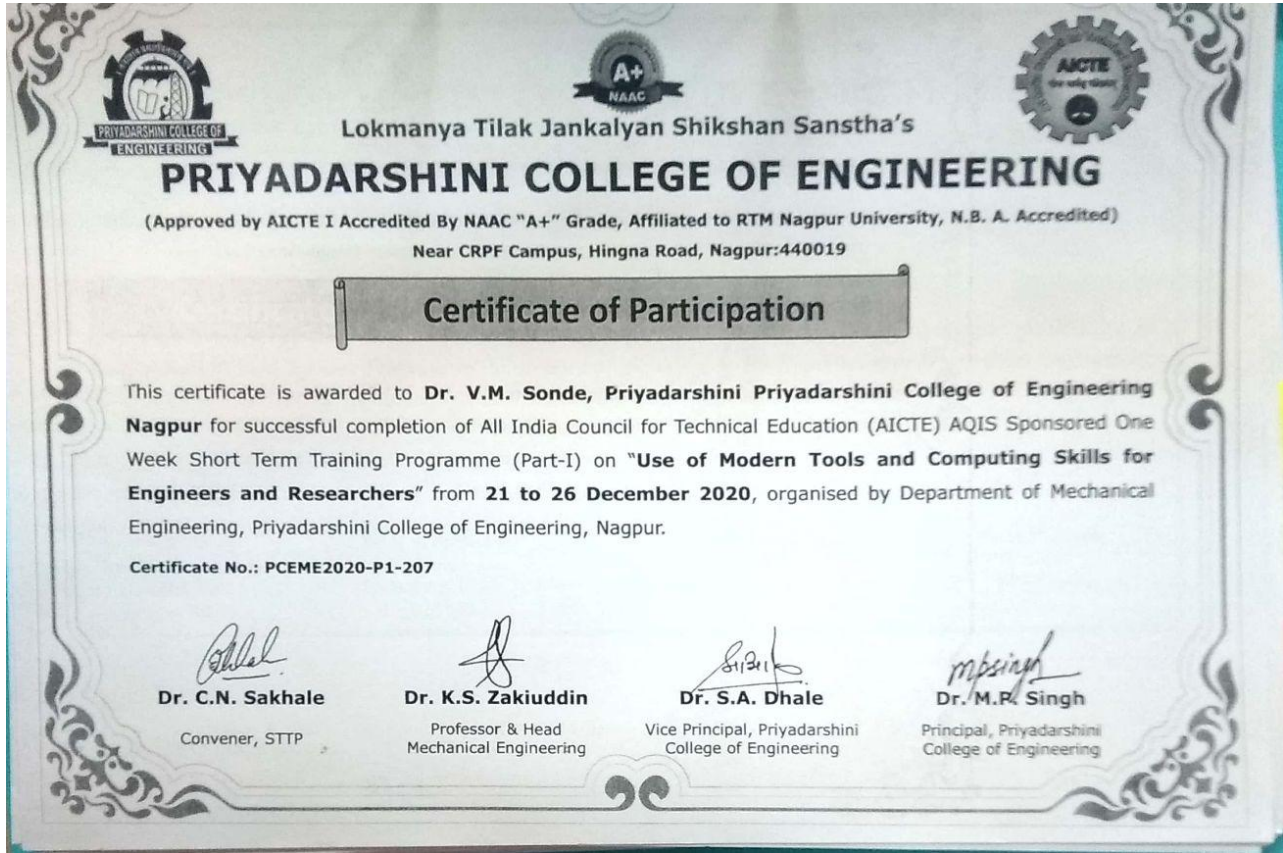 PRIYADARSHINI COLLEGE OF
ENGINEERING
A+
NAAC
AICTE
Lokmanya Tilak Jankalyan Shikshan Sanstha's
PRIYADARSHINI COLLEGE OF ENGINEERING
(Approved by AICTE I Accredited By NAAC "A+" Grade, Affiliated to RTM Nagpur University, N.B. A. Accredited)
Near CRPF Campus, Hingna Road, Nagpur:440019
Certificate of Participation
This certificate is awarded to Dr. V.M. Sonde, Priyadarshini Priyadarshini College of Engineering
Nagpur for successful completion of All India Council for Technical Education (AICTE) AQIS Sponsored One
Week Short Term Training Programme (Part-I) on "Use of Modern Tools and Computing Skills for
Engineers and Researchers" from 21 to 26 December 2020, organised by Department of Mechanical
Engineering, Priyadarshini College of Engineering, Nagpur.
Certificate No.: PCEME2020-P1-207
mpsingh
Dr. C.N. Sakhale
Convener, STTP
Dr. K.S. Zakiuddin
Professor & Head
Mechanical Engineering
Dr. S.A. Dhale
Vice Principal, Priyadarshini
College of Engineering
Dr. M.P. Singh
Principal, Priyadarshini
College of Engineering